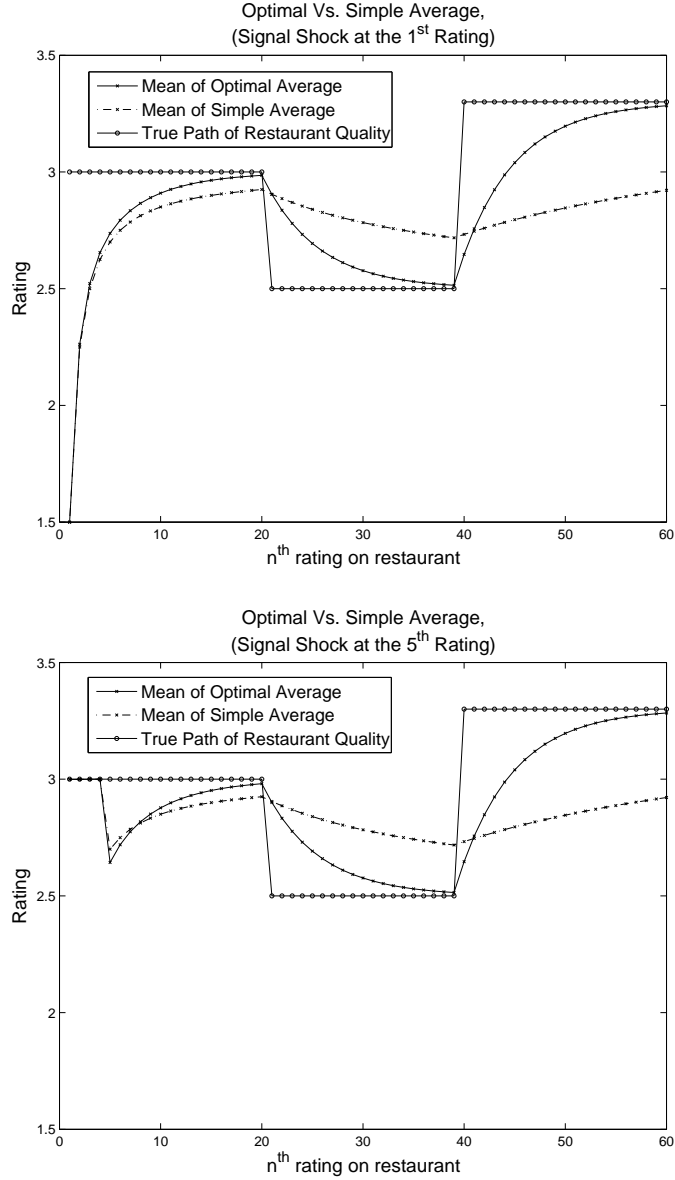 Optimal Vs. Simple Average,
(Signal Shock at the 1st Rating)
3.5
3
2.5
2
1.5
Rating
Mean of Optimal Average
Mean of Simple Average
True Path of Restaurant Quality
0 10 20 30 40 50 60
nth rating on restaurant
Optimal Vs. Simple Average,
(Signal Shock at the 5th Rating)
3.5
3
2.5
2
1.5
Rating
Mean of Optimal Average
Mean of Simple Average
True Path of Restaurant Quality
0 10 20 30 40 50 60
nth rating on restaurant